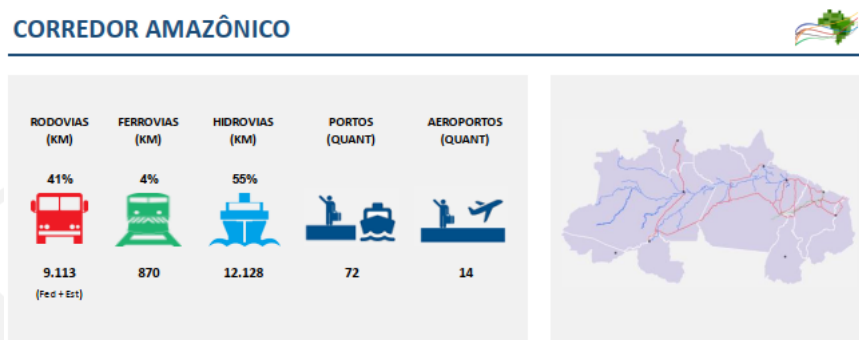 CORREDOR AMAZÔNICO
RODOVIAS
(KM)
FERROVIAS
(KM)
HIDROVIAS
(KM)
PORTOS
(QUANT)
AEROPORTOS
(QUANT)
41%
4%
55%
9.113
(Fed + Est)
870
12.128
72
14